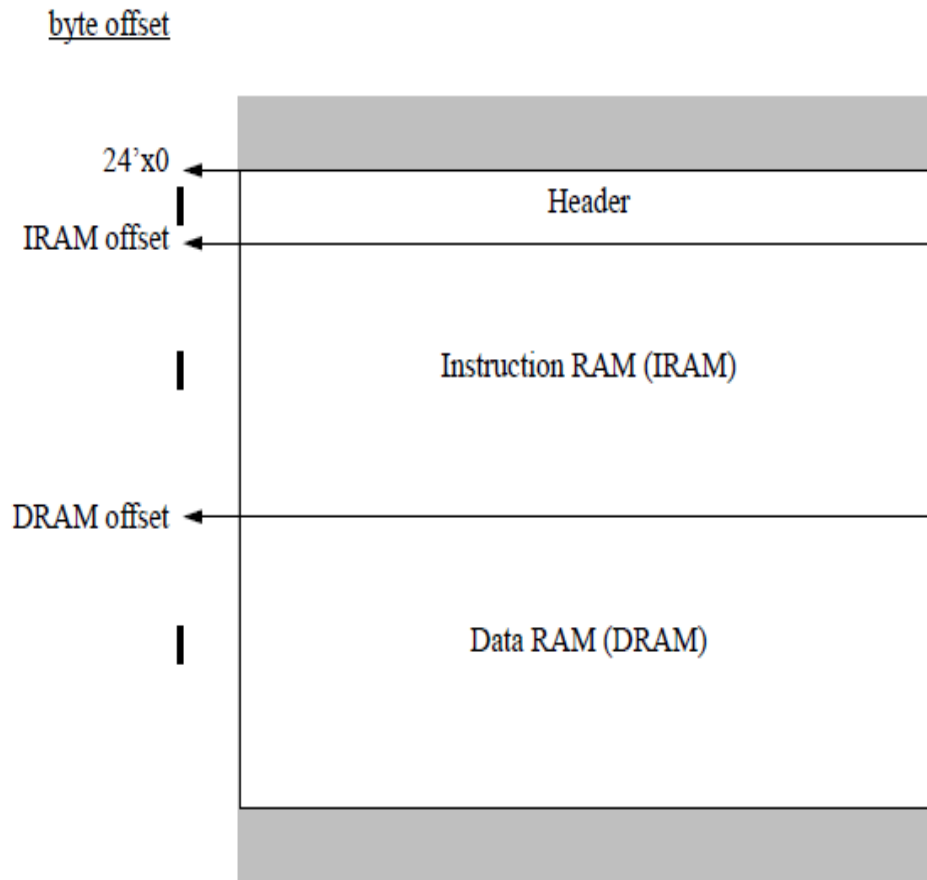 byte offset
24’x0
Header
IRAM offset
Instruction RAM (IRAM)
DRAM offset
Data RAM (DRAM)